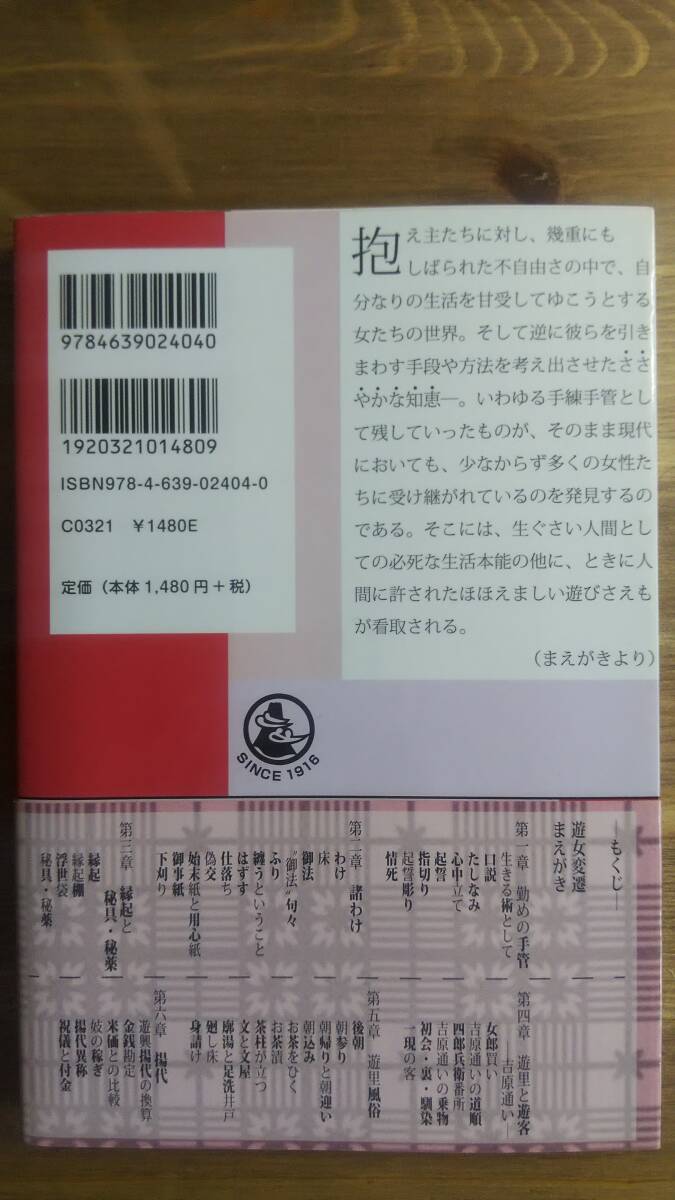 9784639024040
1920321014809
ISBN978-4-639-02404-0
C0321 ¥1480E
定価(本体1,480円+税)
抱え主たちに対し、幾重にも
しばられた不自由さの中で、自
分なりの生活を甘受してゆこうとする
女たちの世界。そして逆に彼らを引き
まわす手段や方法を考え出させたささ
やかな知恵―。いわゆる手練手管とし
て残していったものが、そのまま現代
においても、少なからず多くの女性た
ちに受け継がれているのを発見するの
である。そこには、生ぐさい人間とし
ての必死な生活本能の他に、ときに人
間に許されたほほえましい遊びさえも
が看取される。
(まえがきより)
SINCE 1916
―もくじ―
遊女変遷
まえがき
第一章 勤めの手管
生きる術として
口説
たしなみ
心中立て
起誓
指切り
起誓彫り
情死
第二章 諸わけ
わけ
床
御法
“御法”句々
ふり
纏うということ
はずす
仕落ち
偽交
始末紙と用心紙
御事紙
下刈り
第三章 縁起と
秘具・秘薬
縁起
縁起棚
浮世袋
秘具・秘薬
第四章 遊里と遊客
―吉原通い―
女郎買い
吉原通いの道順
四郎兵衛番所
吉原通いの乗物
初会・裏・馴染
一現の客
第五章 遊里風俗
後朝
朝参り
朝帰りと朝迎い
朝込み
お茶をひく
お茶漬
茶柱が立つ
文と文屋
廓湯と足洗井戸
廻し床
身請け
第六章 揚代
遊興揚代の換算
金銭勘定
米価との比較
妓の稼ぎ
揚代異称
祝儀と付金